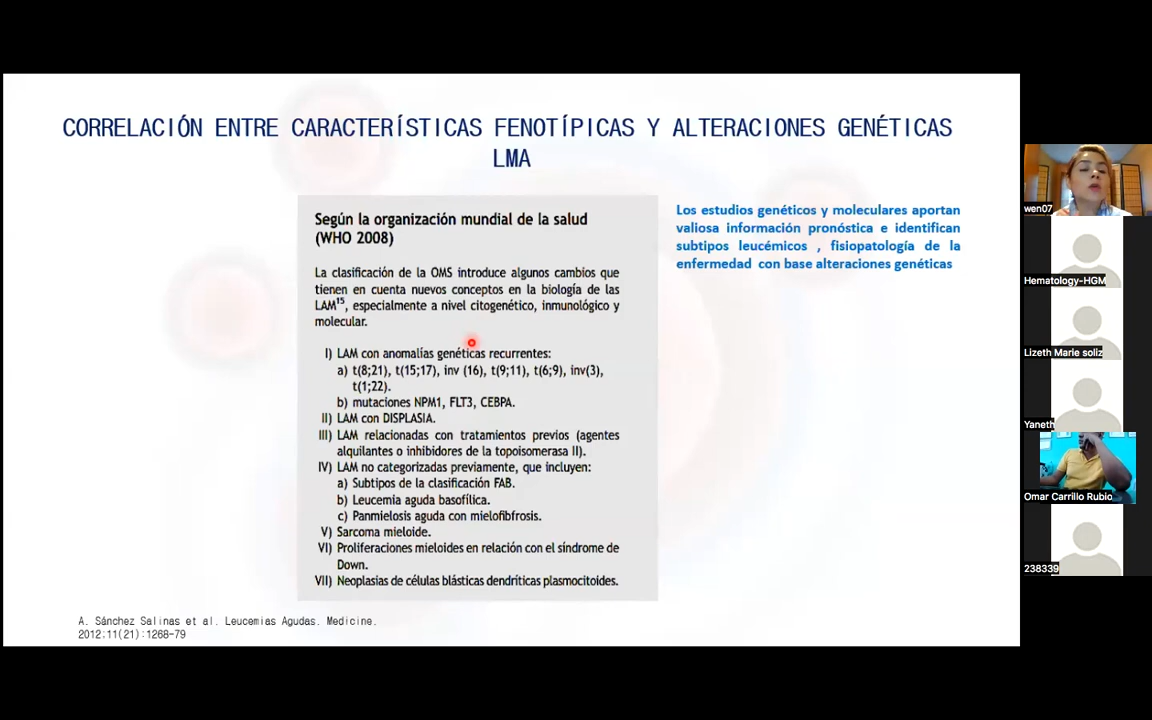 CORRELACIÓN ENTRE CARACTERÍSTICAS FENOTÍPICAS Y ALTERACIONES GENÉTICAS
LMA
Según la organización mundial de la salud
(WHO 2008)
La clasificación de la OMS introduce algunos cambios que
tienen en cuenta nuevos conceptos en la biología de las
LAM15, especialmente a nivel citogenético, inmunológico y
molecular.
I) LAM con anomalías genéticas recurrentes:
a) t(8;21), t(15;17), inv (16), t(9;11), t(6;9), inv(3),
t(1;22).
b) mutaciones NPM1, FLT3, CEBPA.
II) LAM con DISPLASIA.
III) LAM relacionadas con tratamientos previos (agentes
alquilantes o inhibidores de la topoisomerasa II).
IV) LAM no categorizadas previamente, que incluyen:
a) Subtipos de la clasificación FAB.
b) Leucemia aguda basofílica.
c) Panmielosis aguda con mielofibfrosis.
V) Sarcoma mieloide.
VI) Proliferaciones mieloides en relación con el síndrome de
Down.
VII) Neoplasias de células blásticas dendríticas plasmocitoides.
Los estudios genéticos y moleculares aportan
valiosa información pronóstica e identifican
subtipos leucémicos , fisiopatología de la
enfermedad con base alteraciones genéticas
A. Sánchez Salinas et al. Leucemias Agudas. Medicine.
2012;11(21):1268-79
wen07
Hematology-HGM
Lizeth Marie soliz
Yaneth
Omar Carrillo Rubio
238339